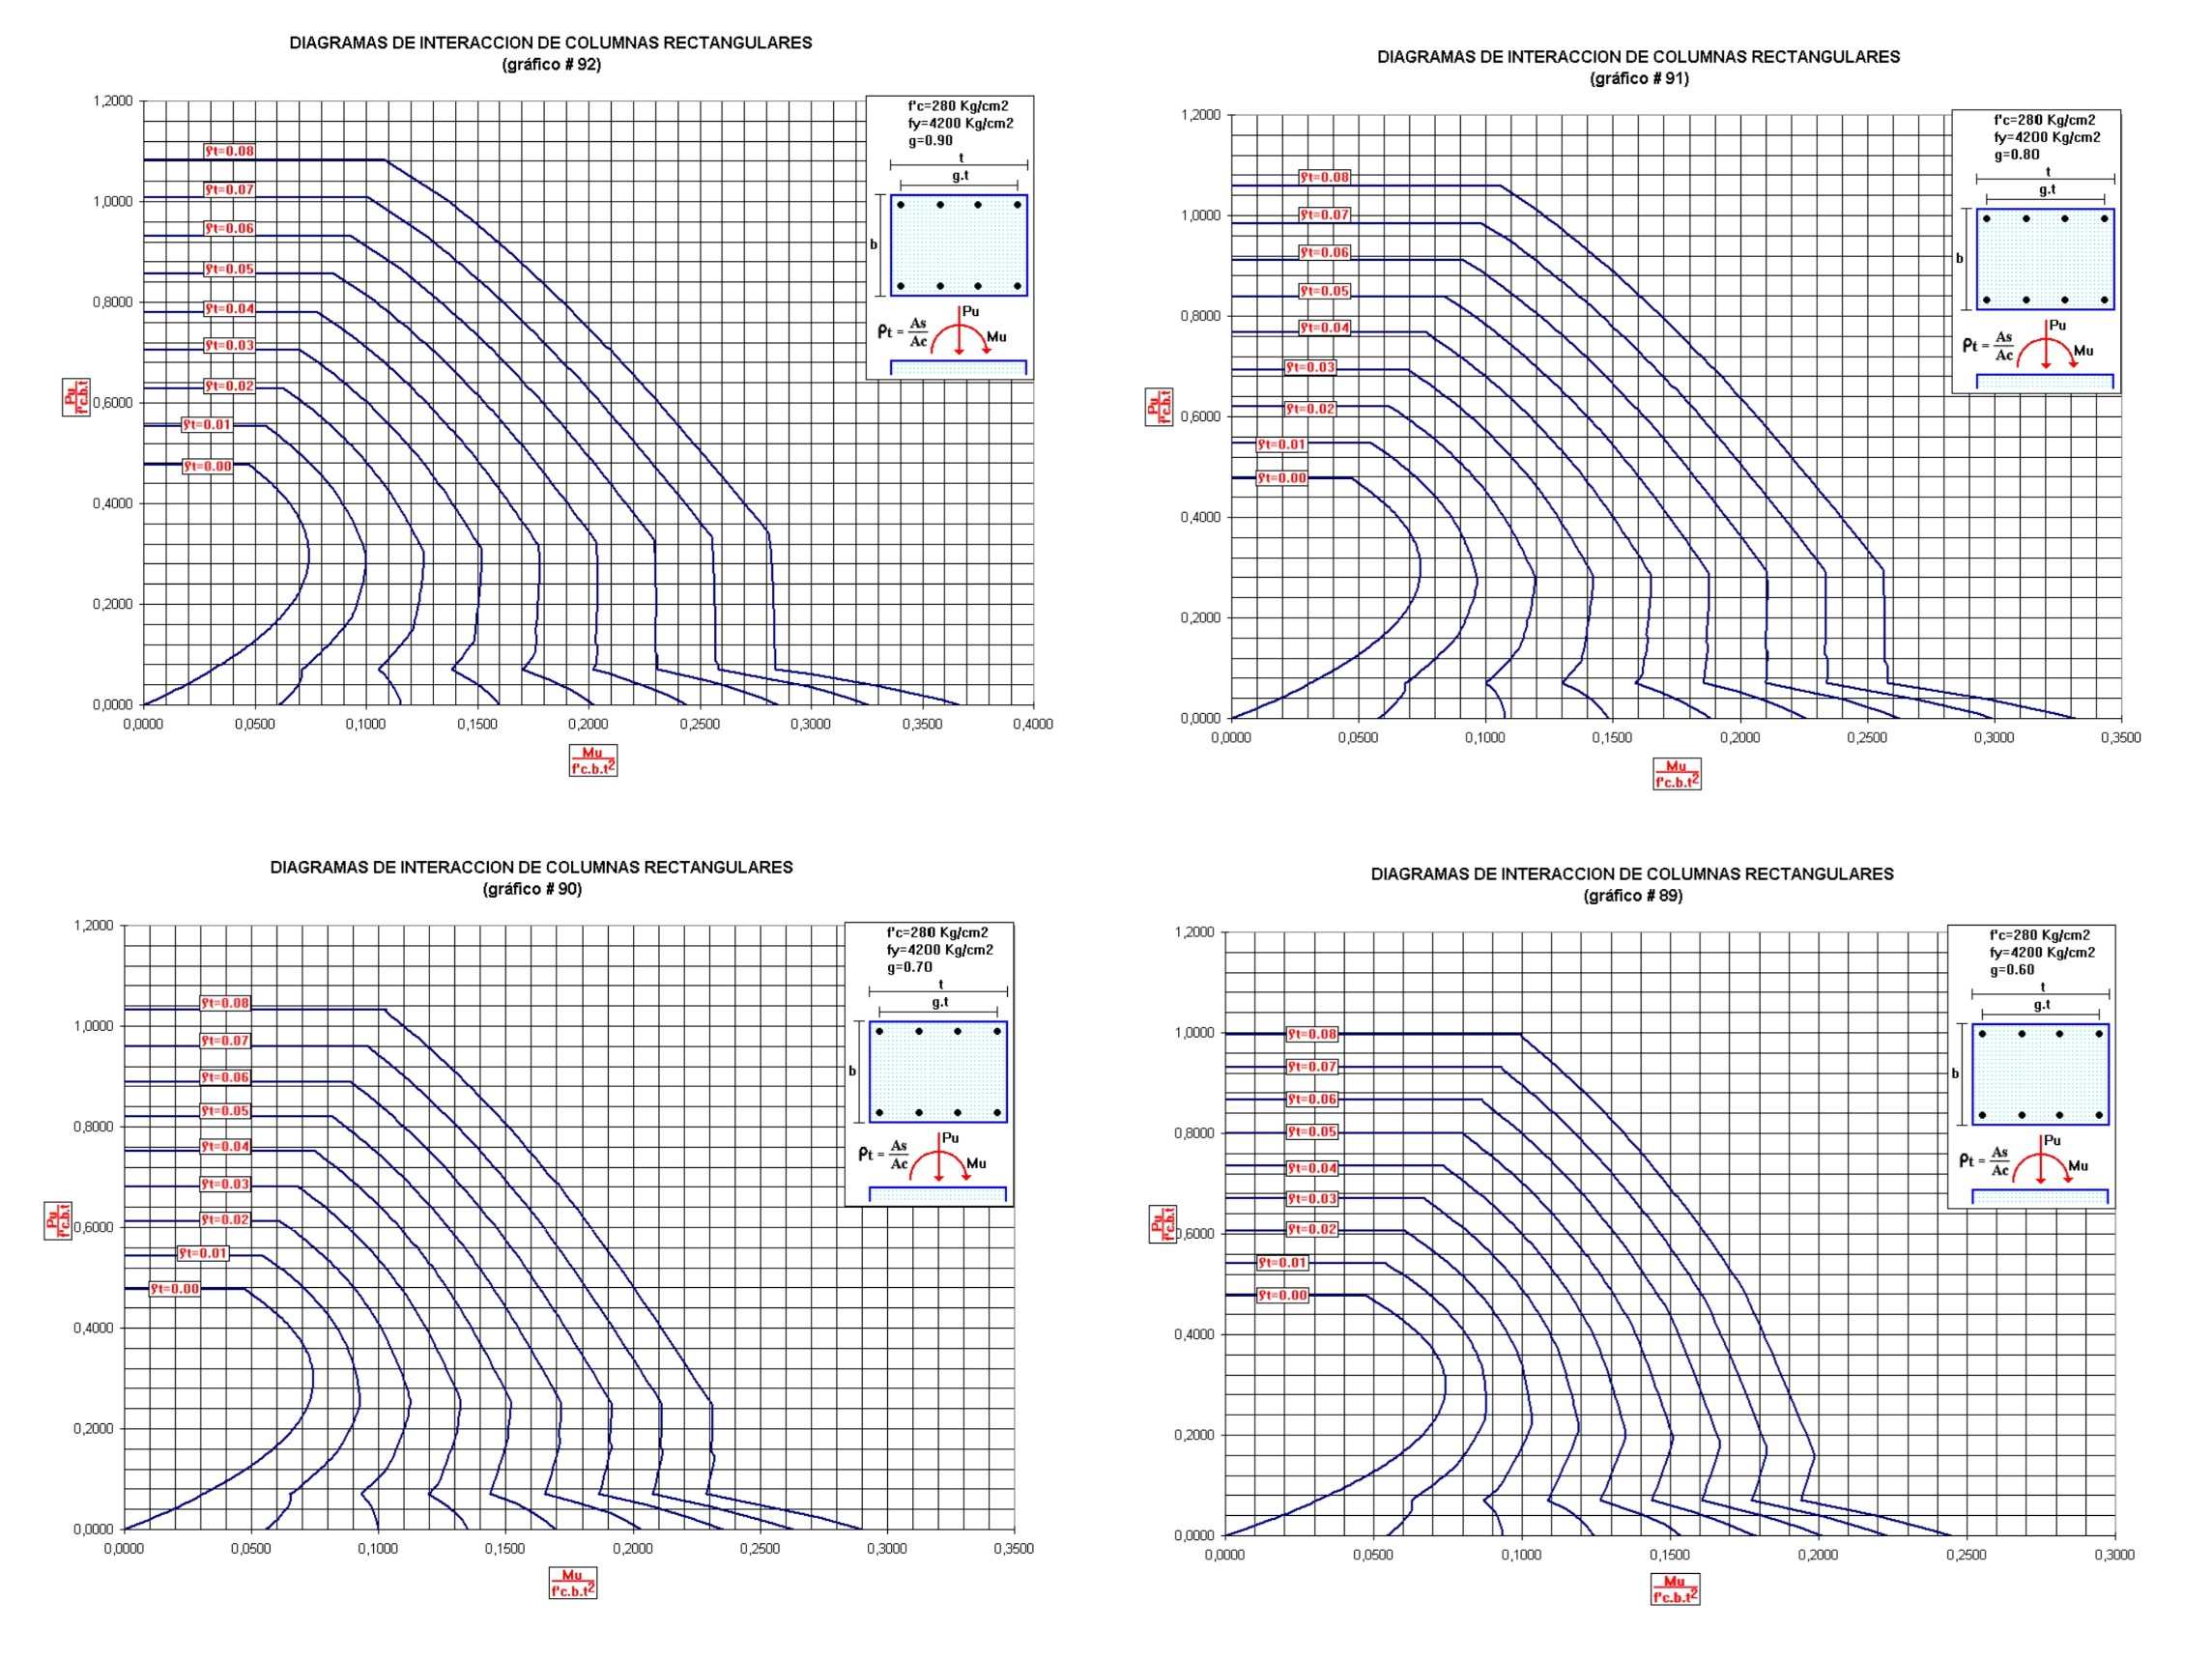 DIAGRAMAS DE INTERACCION DE COLUMNAS RECTANGULARES
(gráfico # 92)
1,2000
1,0000
0,8000
0,6000
0,4000
0,2000
0,0000
Pu
f'c.b.t
ρt=0.08
ρt=0.07
ρt=0.06
ρt=0.05
ρt=0.04
ρt=0.03
ρt=0.02
ρt=0.01
ρt=0.00
f'c=280 Kg/cm2
fy=4200 Kg/cm2
g=0.90
t
g.t
b
Pu
ρt = As
Ac
Mu
0,0000 0,0500 0,1000 0,1500 0,2000 0,2500 0,3000 0,3500 0,4000
Mu
f'c.b.t2
DIAGRAMAS DE INTERACCION DE COLUMNAS RECTANGULARES
(gráfico # 91)
1,2000
1,0000
0,8000
0,6000
0,4000
0,2000
0,0000
Pu
f'c.b.t
ρt=0.08
ρt=0.07
ρt=0.06
ρt=0.05
ρt=0.04
ρt=0.03
ρt=0.02
ρt=0.01
ρt=0.00
f'c=280 Kg/cm2
fy=4200 Kg/cm2
g=0.80
t
g.t
b
Pu
ρt = As
Ac
Mu
0,0000 0,0500 0,1000 0,1500 0,2000 0,2500 0,3000 0,3500
Mu
f'c.b.t2
DIAGRAMAS DE INTERACCION DE COLUMNAS RECTANGULARES
(gráfico # 90)
1,2000
1,0000
0,8000
0,6000
0,4000
0,2000
0,0000
Pu
f'c.b.t
ρt=0.08
ρt=0.07
ρt=0.06
ρt=0.05
ρt=0.04
ρt=0.03
ρt=0.02
ρt=0.01
ρt=0.00
f'c=280 Kg/cm2
fy=4200 Kg/cm2
g=0.70
t
g.t
b
Pu
ρt = As
Ac
Mu
0,0000 0,0500 0,1000 0,1500 0,2000 0,2500 0,3000 0,3500
Mu
f'c.b.t2
DIAGRAMAS DE INTERACCION DE COLUMNAS RECTANGULARES
(gráfico # 89)
1,2000
1,0000
0,8000
0,6000
0,4000
0,2000
0,0000
Pu
f'c.b.t
ρt=0.08
ρt=0.07
ρt=0.06
ρt=0.05
ρt=0.04
ρt=0.03
ρt=0.02
ρt=0.01
ρt=0.00
f'c=280 Kg/cm2
fy=4200 Kg/cm2
g=0.60
t
g.t
b
Pu
ρt = As
Ac
Mu
0,0000 0,0500 0,1000 0,1500 0,2000 0,2500 0,3000
Mu
f'c.b.t2